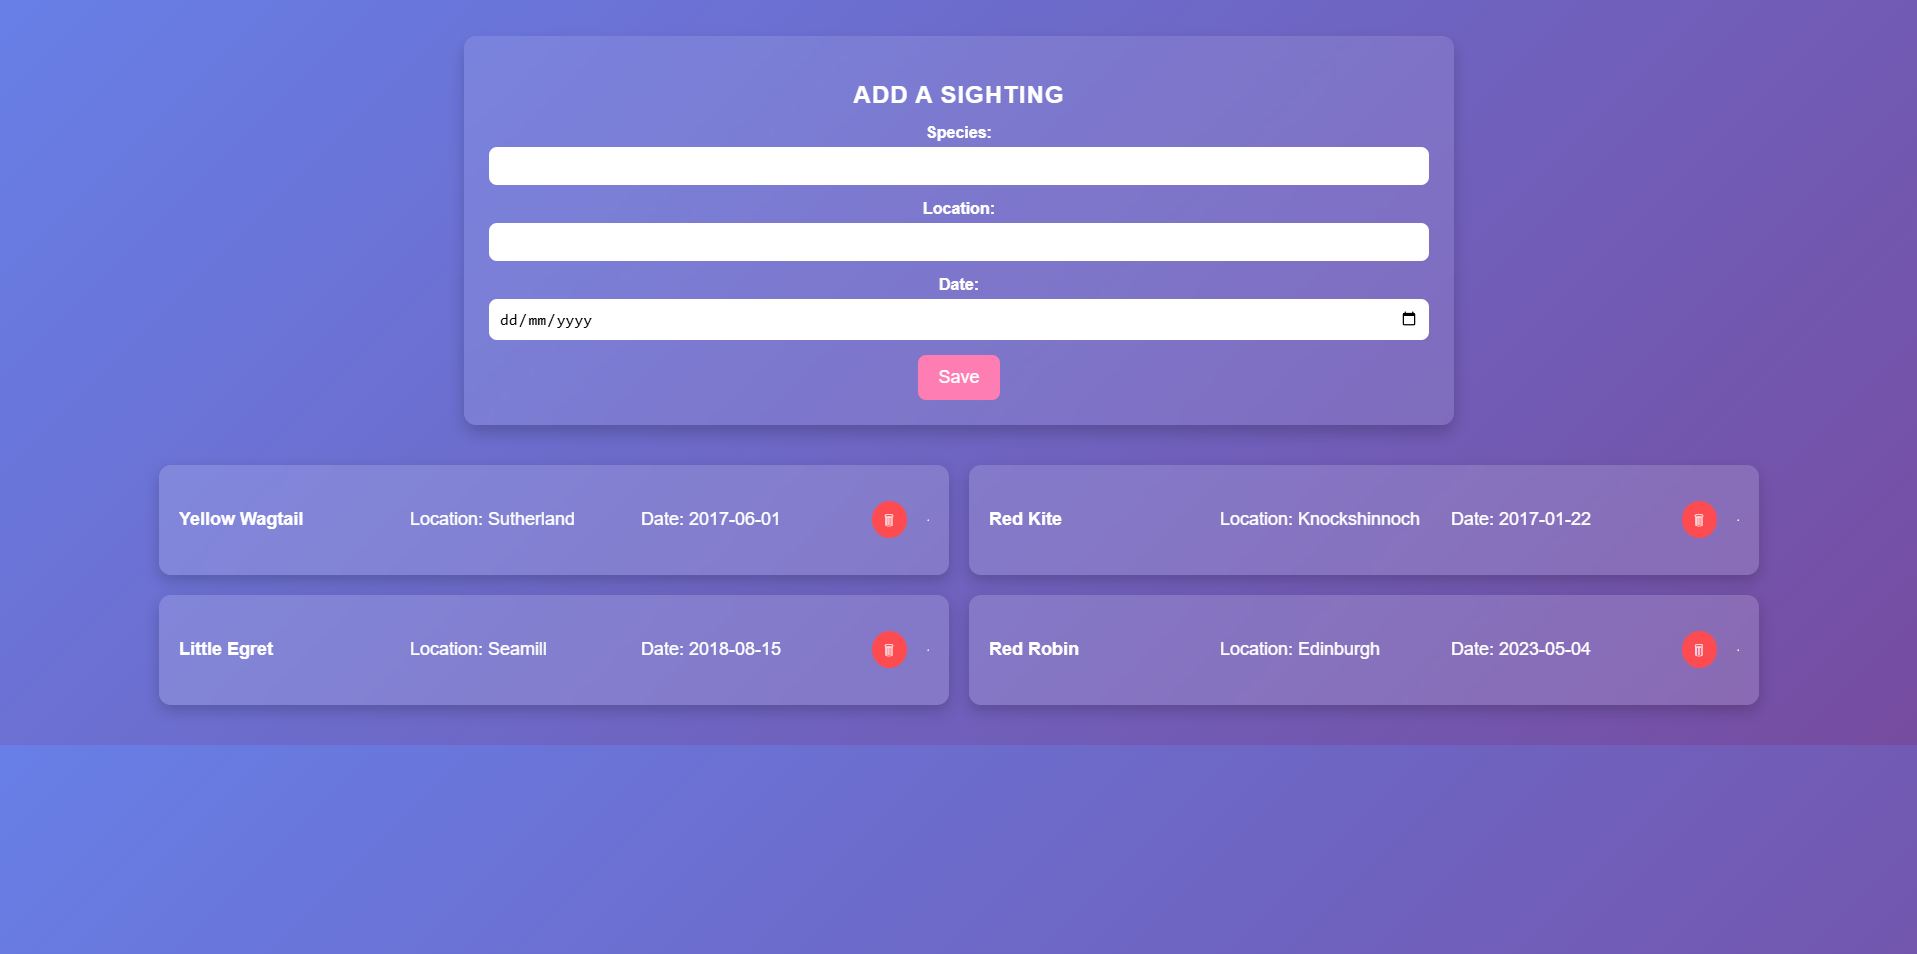 ADD A SIGHTING
Species:
Location:
Date:
dd/mm/yyyy
Save
Yellow Wagtail Location: Sutherland Date: 2017-06-01 .
Red Kite Location: Knockshinnoch Date: 2017-01-22 .
Little Egret Location: Seamill Date: 2018-08-15 .
Red Robin Location: Edinburgh Date: 2023-05-04 .